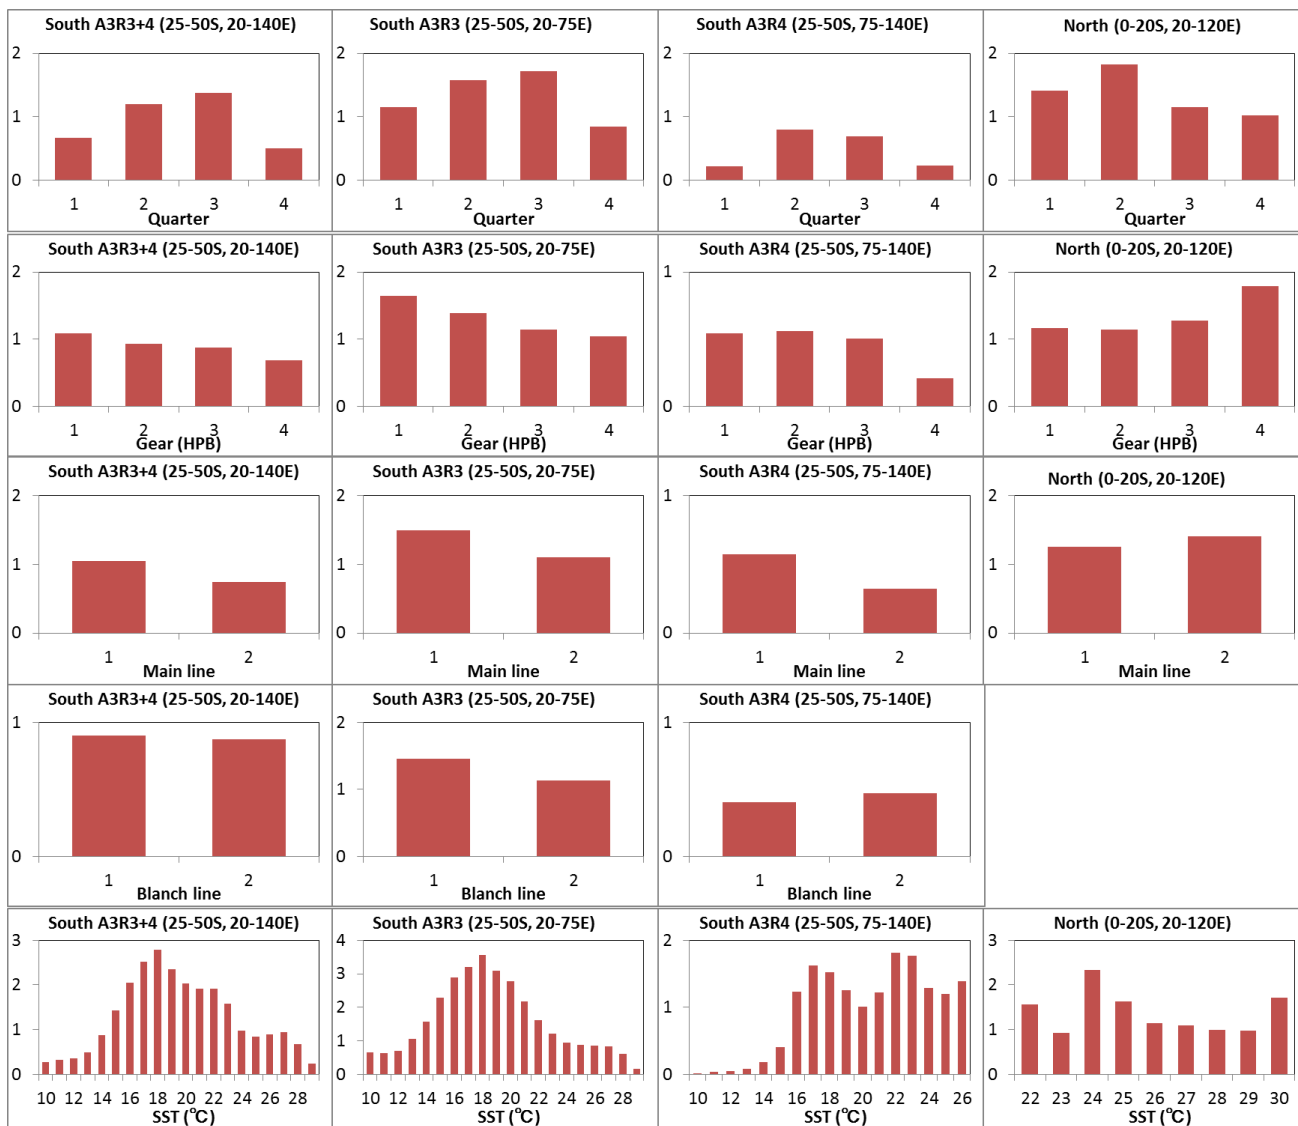 South A3R3+4 (25-50S, 20-140E)
2
1
0
1 2 3 4
Quarter
South A3R3 (25-50S, 20-75E)
2
1
0
1 2 3 4
Quarter
South A3R4 (25-50S, 75-140E)
2
1
0
1 2 3 4
Quarter
North (0-20S, 20-120E)
2
1
0
1 2 3 4
Quarter
South A3R3+4 (25-50S, 20-140E)
2
1
0
1 2 3 4
Gear (HPB)
South A3R3 (25-50S, 20-75E)
2
1
0
1 2 3 4
Gear (HPB)
South A3R4 (25-50S, 75-140E)
1
0
1 2 3 4
Gear (HPB)
North (0-20S, 20-120E)
2
1
0
1 2 3 4
Gear (HPB)
South A3R3+4 (25-50S, 20-140E)
2
1
0
1 2
Main line
South A3R3 (25-50S, 20-75E)
2
1
0
1 2
Main line
South A3R4 (25-50S, 75-140E)
1
0
1 2
Main line
North (0-20S, 20-120E)
2
1
0
1 2
Main line
South A3R3+4 (25-50S, 20-140E)
1
0
1 2
Blanch line
South A3R3 (25-50S, 20-75E)
2
1
0
1 2
Blanch line
South A3R4 (25-50S, 75-140E)
1
0
1 2
Blanch line
South A3R3+4 (25-50S, 20-140E)
3
2
1
0
10 12 14 16 18 20 22 24 26 28
SST (℃)
South A3R3 (25-50S, 20-75E)
4
3
2
1
0
10 12 14 16 18 20 22 24 26 28
SST (℃)
South A3R4 (25-50S, 75-140E)
2
1
0
10 12 14 16 18 20 22 24 26
SST (℃)
North (0-20S, 20-120E)
3
2
1
0
22 23 24 25 26 27 28 29 30
SST (℃)